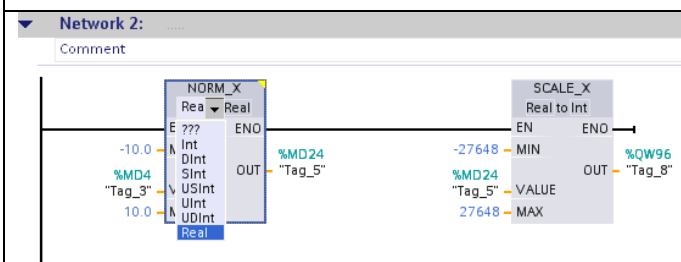 Network 2: .....
Comment
NORM_X
Rea Real
E ENO
???
Int
DInt
SInt
USInt
UInt
UDInt
Real
-10.0 M
%MD4
"Tag_3" V
10.0 M
OUT
%MD24
"Tag_5"
SCALE_X
Real to Int
EN ENO
-27648 MIN
%MD24
"Tag_5" VALUE
27648 MAX
OUT
%QW96
"Tag_8"